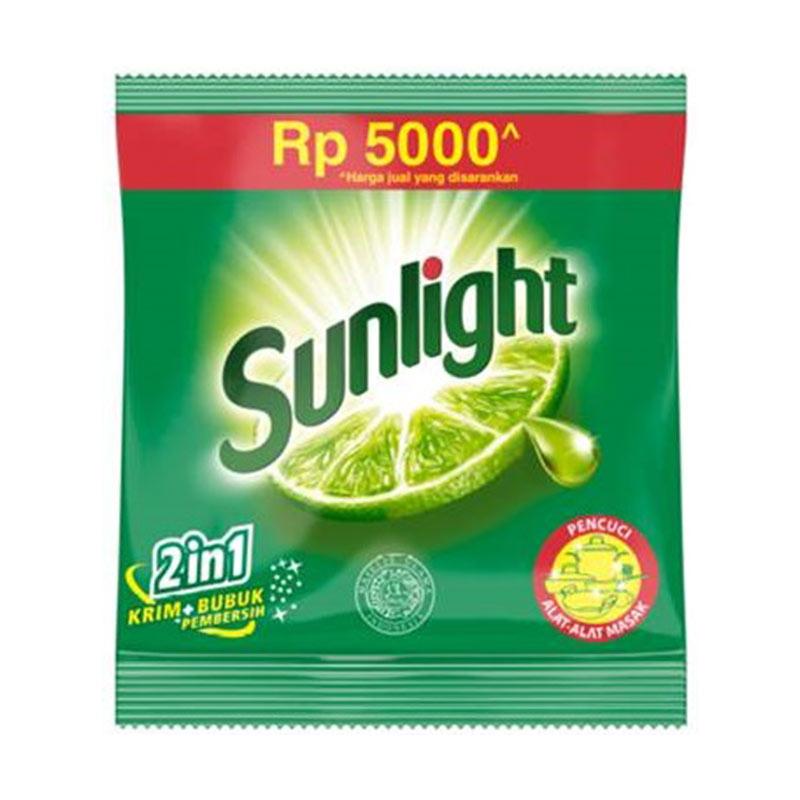 Rp 5000^
^Harga jual yang disarankan
Sunlight
2in1
KRIM + BUBUK
PEMBERSIH
PENCUCI
ALAT-ALAT MASAK